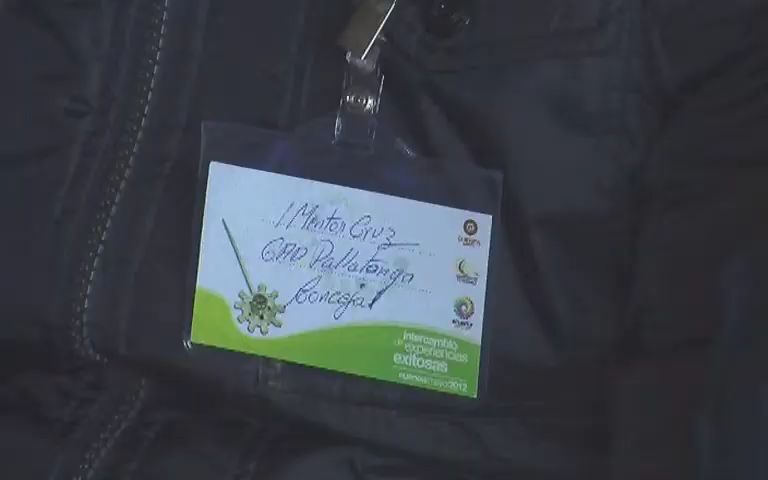 Mentor Cruz
GAD Pallatanga
Concejal
intercambio
de experiencias
exitosas
cuenca mayo 2012